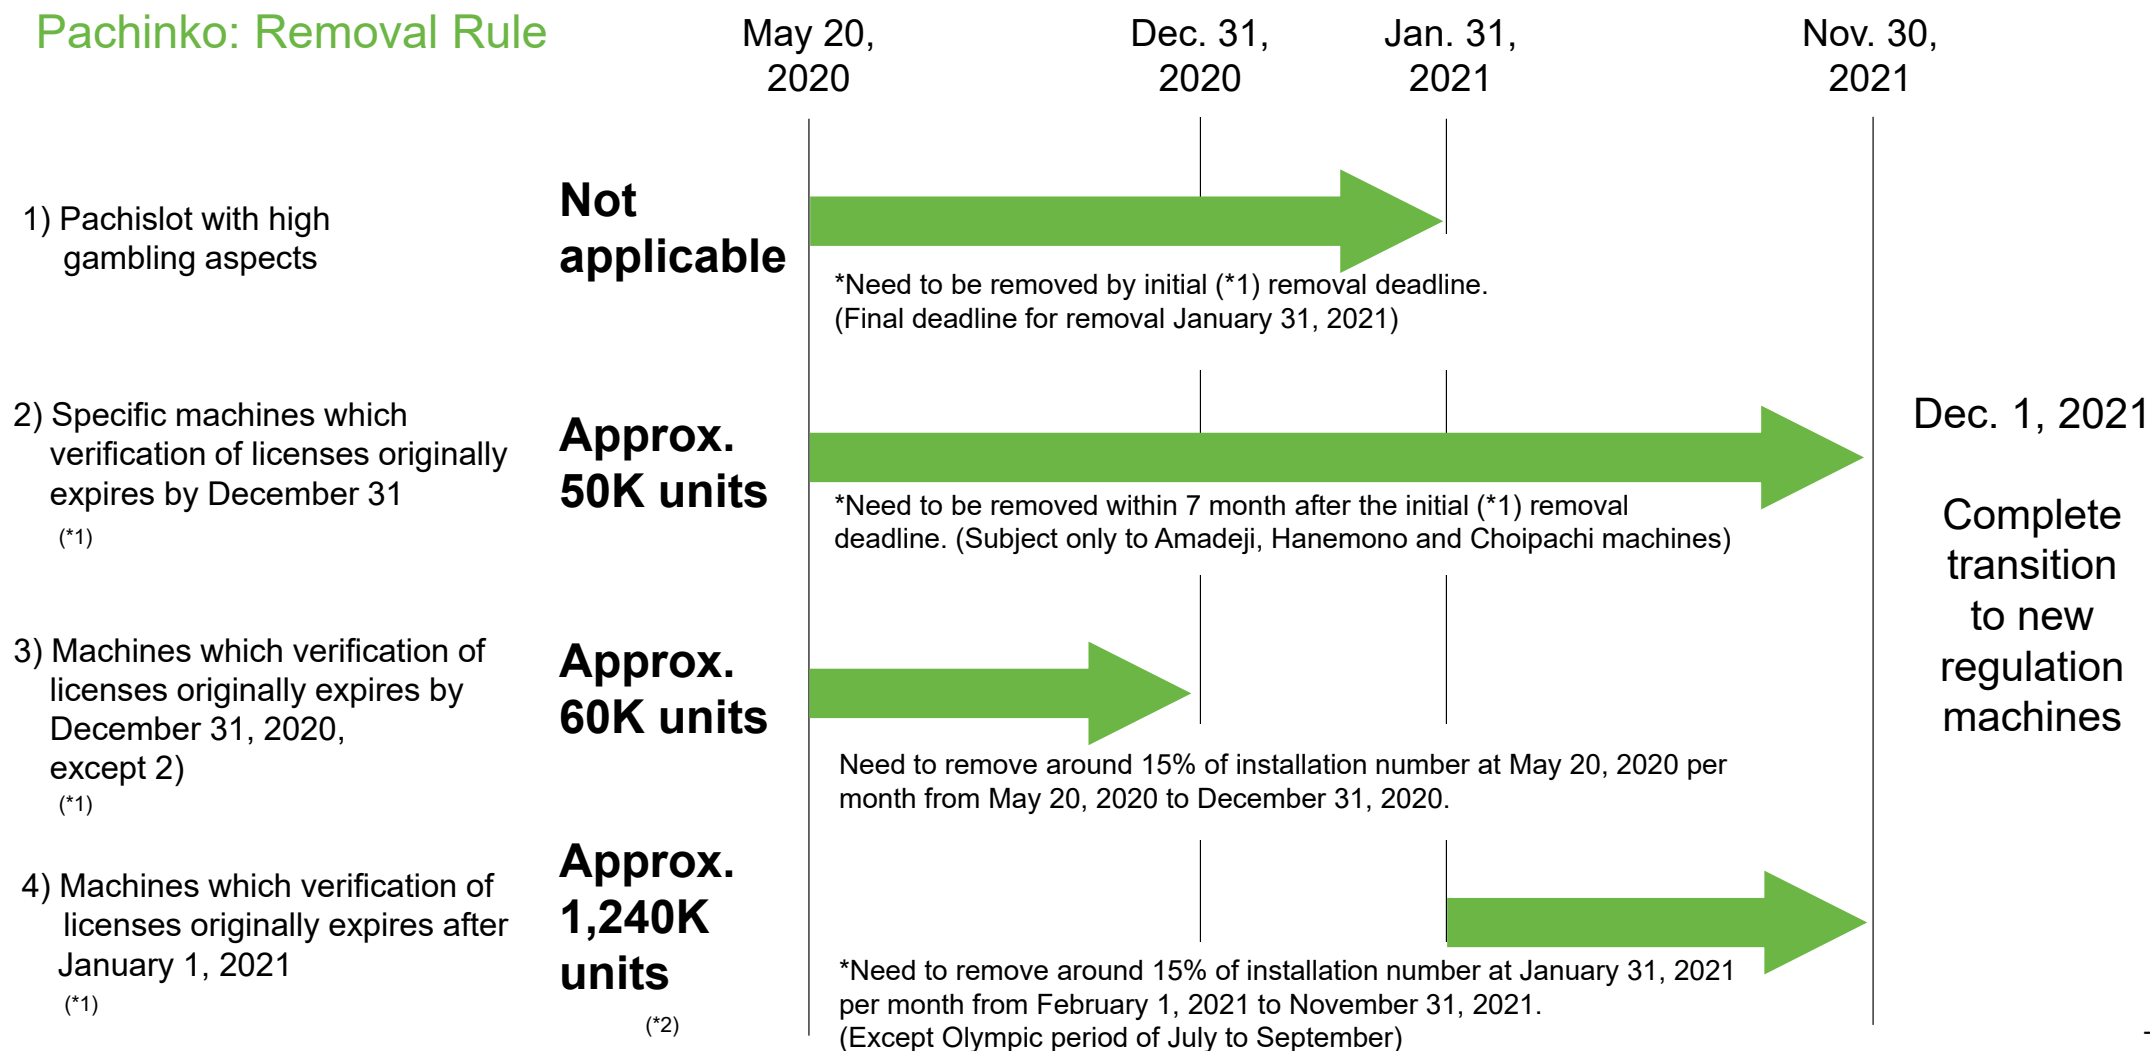 Pachinko: Removal Rule
May 20,
2020
Dec. 31,
2020
Jan. 31,
2021
Nov. 30,
2021
1) Pachislot with high
gambling aspects
Not
applicable
*Need to be removed by initial (*1) removal deadline.
(Final deadline for removal January 31, 2021)
2) Specific machines which
verification of licenses originally
expires by December 31
(*1)
Approx.
50K units
*Need to be removed within 7 month after the initial (*1) removal
deadline. (Subject only to Amadeji, Hanemono and Choipachi machines)
3) Machines which verification of
licenses originally expires by
December 31, 2020,
except 2)
(*1)
Approx.
60K units
Need to remove around 15% of installation number at May 20, 2020 per
month from May 20, 2020 to December 31, 2020.
4) Machines which verification of
licenses originally expires after
January 1, 2021
(*1)
Approx.
1,240K
units
(*2)
*Need to remove around 15% of installation number at January 31, 2021
per month from February 1, 2021 to November 31, 2021.
(Except Olympic period of July to September)
Dec. 1, 2021
Complete
transition
to new
regulation
machines